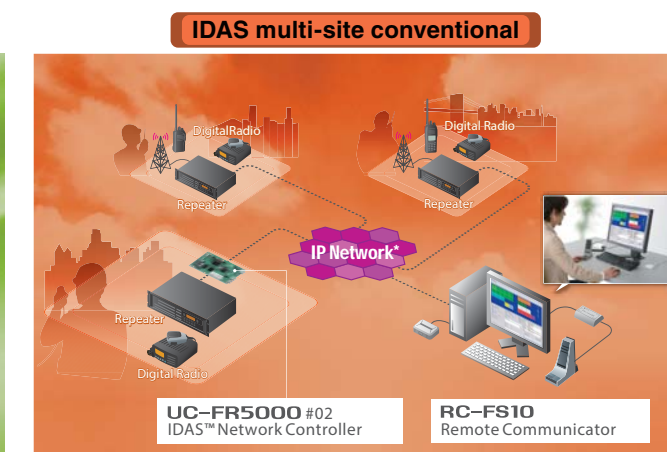 IDAS multi-site conventional
DigitalRadio
Repeater
Digital Radio
Repeater
IP Network*
Repeater
Digital Radio
UC-FR5000 #02
IDAS™ Network Controller
RC-FS10
Remote Communicator